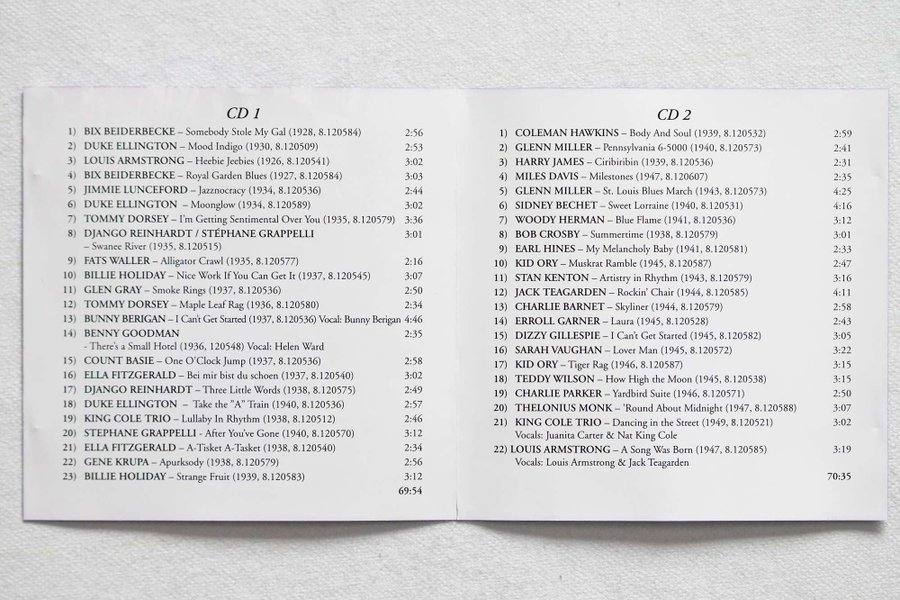 CD 1
1) BIX BEIDERBECKE – Somebody Stole My Gal (1928, 8.120584) 2:56
2) DUKE ELLINGTON – Mood Indigo (1930, 8.120509) 2:53
3) LOUIS ARMSTRONG – Heebie Jeebies (1926, 8.120541) 3:02
4) BIX BEIDERBECKE – Royal Garden Blues (1927, 8.120584) 3:03
5) JIMMIE LUNCEFORD – Jazznocracy (1934, 8.120536) 2:44
6) DUKE ELLINGTON – Moonglow (1934, 8.120589) 3:02
7) TOMMY DORSEY – I'm Getting Sentimental Over You (1935, 8.120579) 3:36
8) DJANGO REINHARDT / STÉPHANE GRAPPELLI 3:01
– Swanee River (1935, 8.120515)
9) FATS WALLER – Alligator Crawl (1935, 8.120577) 2:16
10) BILLIE HOLIDAY – Nice Work If You Can Get It (1937, 8.120545) 3:07
11) GLEN GRAY – Smoke Rings (1937, 8.120536) 2:50
12) TOMMY DORSEY – Maple Leaf Rag (1936, 8.120580) 2:34
13) BUNNY BERIGAN – I Can't Get Started (1937, 8.120536) Vocal: Bunny Berigan 4:46
14) BENNY GOODMAN 2:35
- There's a Small Hotel (1936, 120548) Vocal: Helen Ward
15) COUNT BASIE – One O'Clock Jump (1937, 8.120536) 2:58
16) ELLA FITZGERALD – Bei mir bist du schoen (1937, 8.120540) 3:02
17) DJANGO REINHARDT – Three Little Words (1938, 8.120575) 2:49
18) DUKE ELLINGTON – Take the "A" Train (1940, 8.120536) 2:57
19) KING COLE TRIO – Lullaby In Rhythm (1938, 8.120512) 2:46
20) STEPHANE GRAPPELLI - After You've Gone (1940, 8.120570) 3:12
21) ELLA FITZGERALD – A-Tisket A-Tasket (1938, 8.120540) 2:34
22) GENE KRUPA – Apurksody (1938, 8.120579) 2:56
23) BILLIE HOLIDAY – Strange Fruit (1939, 8.120583) 3:12
69:54
CD 2
1) COLEMAN HAWKINS – Body And Soul (1939, 8.120532) 2:59
2) GLENN MILLER – Pennsylvania 6-5000 (1940, 8.120573) 2:41
3) HARRY JAMES – Ciribiribin (1939, 8.120536) 2:31
4) MILES DAVIS – Milestones (1947, 8.120607) 2:35
5) GLENN MILLER – St. Louis Blues March (1943, 8.120573) 4:25
6) SIDNEY BECHET – Sweet Lorraine (1940, 8.120531) 4:16
7) WOODY HERMAN – Blue Flame (1941, 8.120536) 3:12
8) BOB CROSBY – Summertime (1938, 8.120579) 3:01
9) EARL HINES – My Melancholy Baby (1941, 8.120581) 2:33
10) KID ORY – Muskrat Ramble (1945, 8.120587) 2:47
11) STAN KENTON – Artistry in Rhythm (1943, 8.120579) 3:16
12) JACK TEAGARDEN – Rockin' Chair (1944, 8.120585) 4:11
13) CHARLIE BARNET – Skyliner (1944, 8.120579) 2:58
14) ERROLL GARNER – Laura (1945, 8.120528) 2:43
15) DIZZY GILLESPIE – I Can't Get Started (1945, 8.120582) 3:05
16) SARAH VAUGHAN – Lover Man (1945, 8.120572) 3:22
17) KID ORY – Tiger Rag (1946, 8.120587) 3:15
18) TEDDY WILSON – How High the Moon (1945, 8.120538) 3:15
19) CHARLIE PARKER – Yardbird Suite (1946, 8.120571) 2:50
20) THELONIUS MONK – 'Round About Midnight (1947, 8.120588) 3:07
21) KING COLE TRIO – Dancing in the Street (1949, 8.120521) 3:02
Vocals: Juanita Carter & Nat King Cole
22) LOUIS ARMSTRONG – A Song Was Born (1947, 8.120585) 3:19
Vocals: Louis Armstrong & Jack Teagarden
70:35